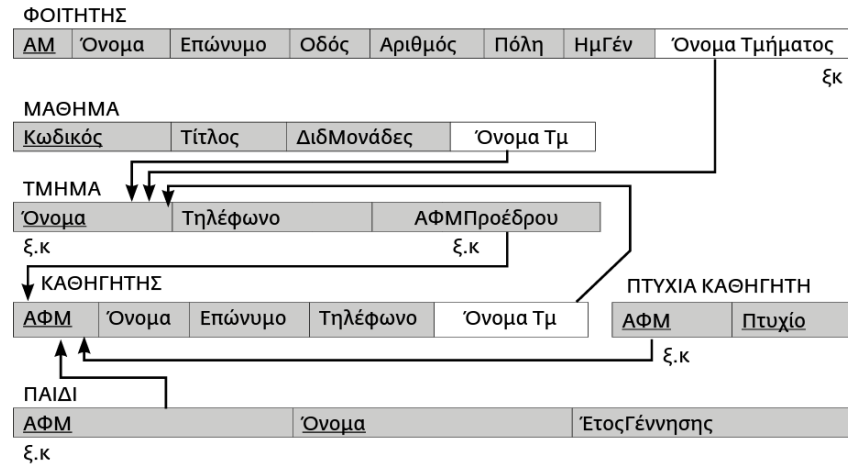 ΦΟΙΤΗΤΗΣ
ΑΜ Όνομα Επώνυμο Οδός Αριθμός Πόλη ΗμΓέν Όνομα Τμήματος
ξκ
ΜΑΘΗΜΑ
Κωδικός Τίτλος ΔιδΜονάδες Όνομα Τμ
ΤΜΗΜΑ
Όνομα Τηλέφωνο ΑΦΜΠροέδρου
ξ.κ ξ.κ
ΚΑΘΗΓΗΤΗΣ ΠΤΥΧΙΑ ΚΑΘΗΓΗΤΗ
ΑΦΜ Όνομα Επώνυμο Τηλέφωνο Όνομα Τμ ΑΦΜ Πτυχίο
ξ.κ
ΠΑΙΔΙ
ΑΦΜ Όνομα ΈτοςΓέννησης
ξ.κ